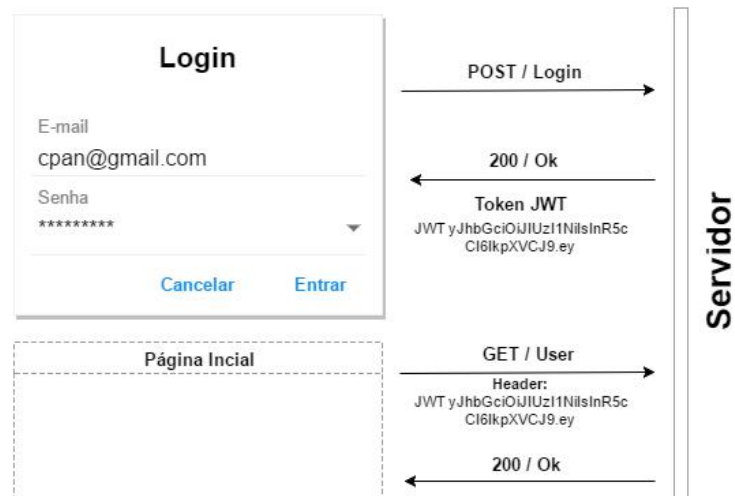 Login
E-mail
cpan@gmail.com
Senha
*********
Cancelar Entrar
POST / Login
200 / Ok
Token JWT
JWT yJhbGciOiJIUzI1NiIsInR5c
CI6IkpXVCJ9.ey
Servidor
Página Incial
GET / User
Header:
JWT yJhbGciOiJIUzI1NiIsInR5c
CI6IkpXVCJ9.ey
200 / Ok